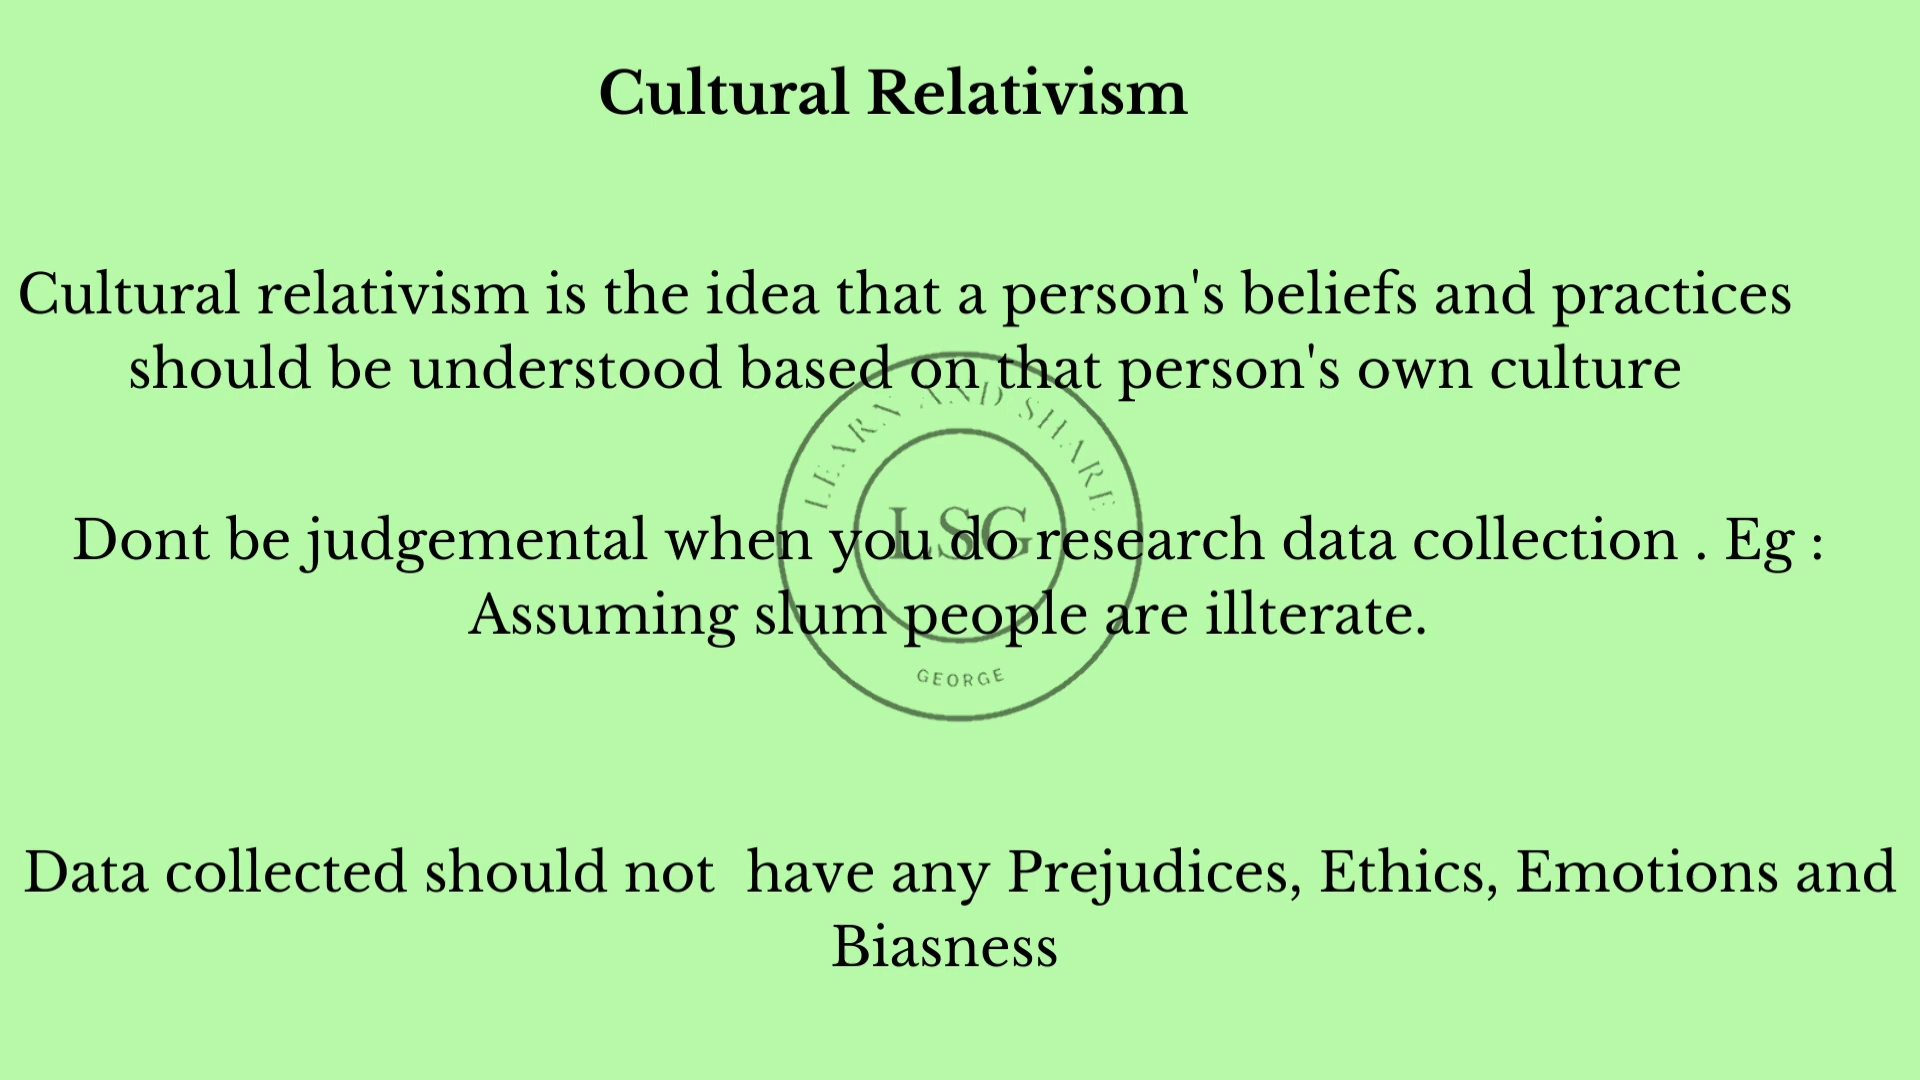 Cultural Relativism
Cultural relativism is the idea that a person's beliefs and practices
should be understood based on that person's own culture
LEARN AND SHARE
LSG
Dont be judgemental when you do research data collection . Eg :
Assuming slum people are illterate.
GEORGE
Data collected should not  have any Prejudices, Ethics, Emotions and
Biasness